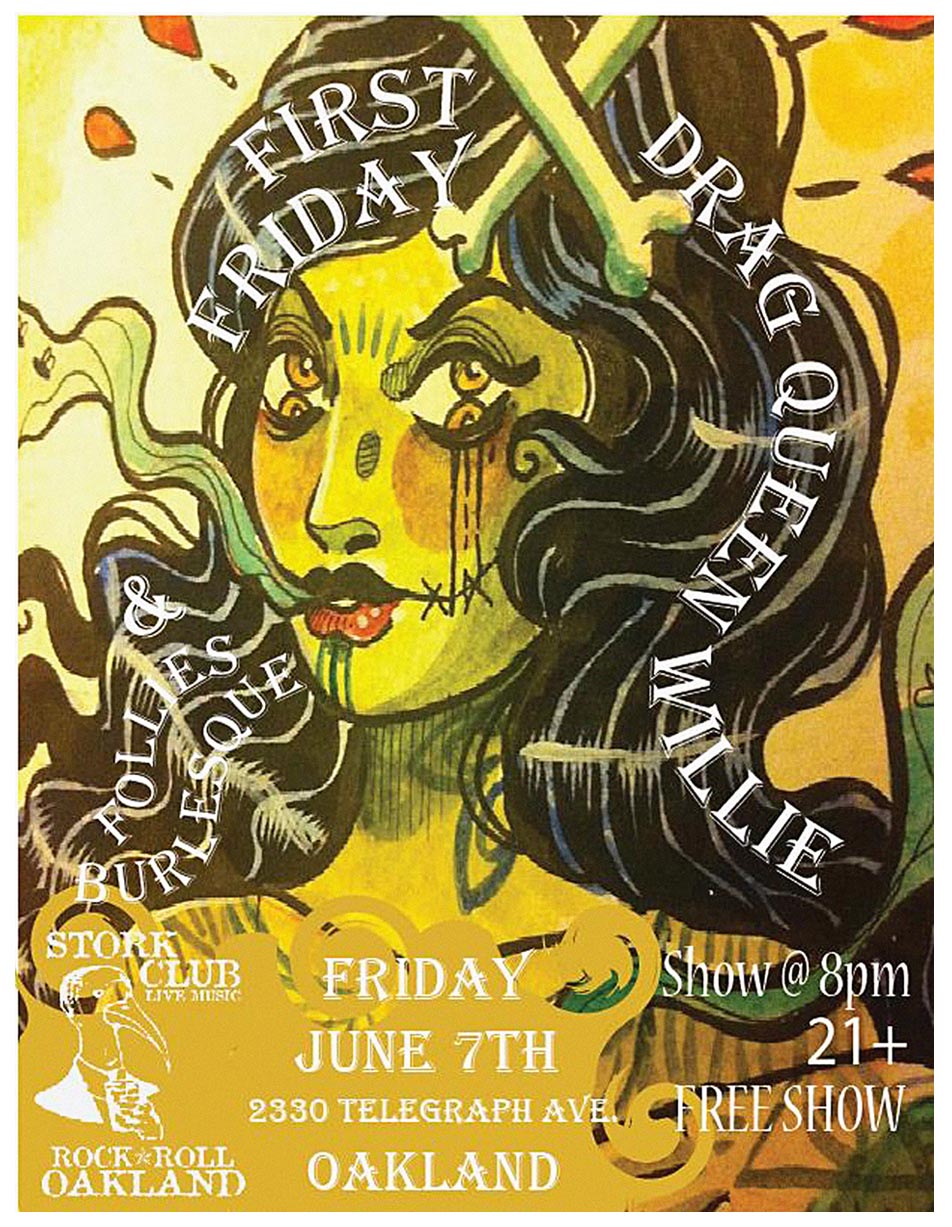 FIRST
FRIDAY
DRAG QUEEN WILLIE
&
FOLLIES
BURLESQUE
STORK
CLUB
LIVE MUSIC
ROCK★ROLL
OAKLAND
FRIDAY
JUNE 7TH
2330 TELEGRAPH AVE.
OAKLAND
Show @ 8pm
21+
FREE SHOW